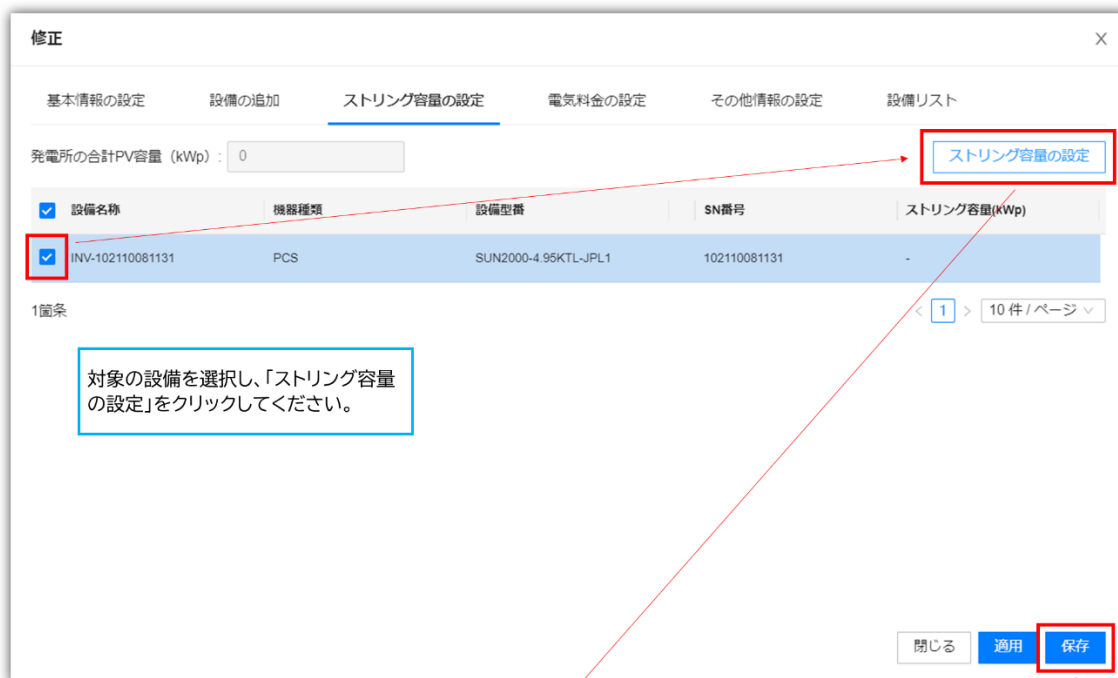 修正
X
基本情報の設定 設備の追加 ストリング容量の設定 電気料金の設定 その他情報の設定 設備リスト
発電所の合計PV容量（kWp）: 0 ストリング容量の設定
設備名称 機器種類 設備型番 SN番号 ストリング容量(kWp)
INV-102110081131 PCS SUN2000-4.95KTL-JPL1 102110081131 -
1箇条 < 1 > 10 件 / ページ
対象の設備を選択し、「ストリング容量
の設定」をクリックしてください。
閉じる 適用 保存